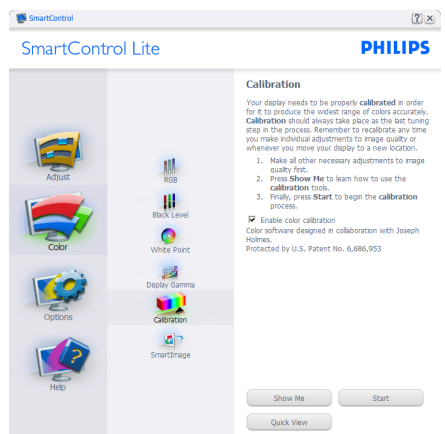 SmartControl
SmartControl Lite
PHILIPS
Adjust
Color
Options
Help
RGB
Black Level
White Point
Display Gamma
Calibration
SmartImage
Calibration
Your display needs to be properly calibrated in order
for it to produce the widest range of colors accurately.
Calibration should always take place as the last tuning
step in the process. Remember to recalibrate any time
you make individual adjustments to image quality or
whenever you move your display to a new location.
1. Make all other necessary adjustments to image
quality first.
2. Press Show Me to learn how to use the
calibration tools.
3. Finally, press Start to begin the calibration
process.
Enable color calibration
Color software designed in collaboration with Joseph
Holmes.
Protected by U.S. Patent No. 6,686,953
Show Me
Start
Quick View